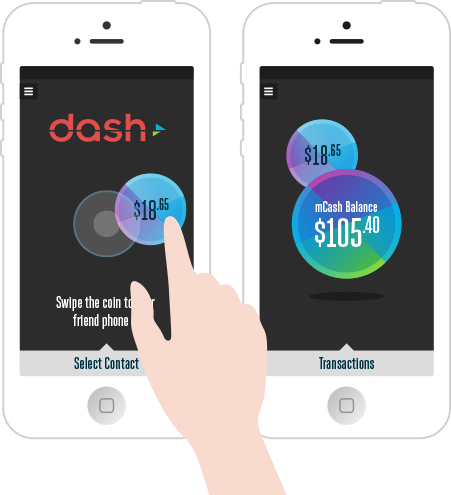 dash
$18.65
Swipe the coin to
friend phone
Select Contact
$18.65
mCash Balance
$105.40
Transactions